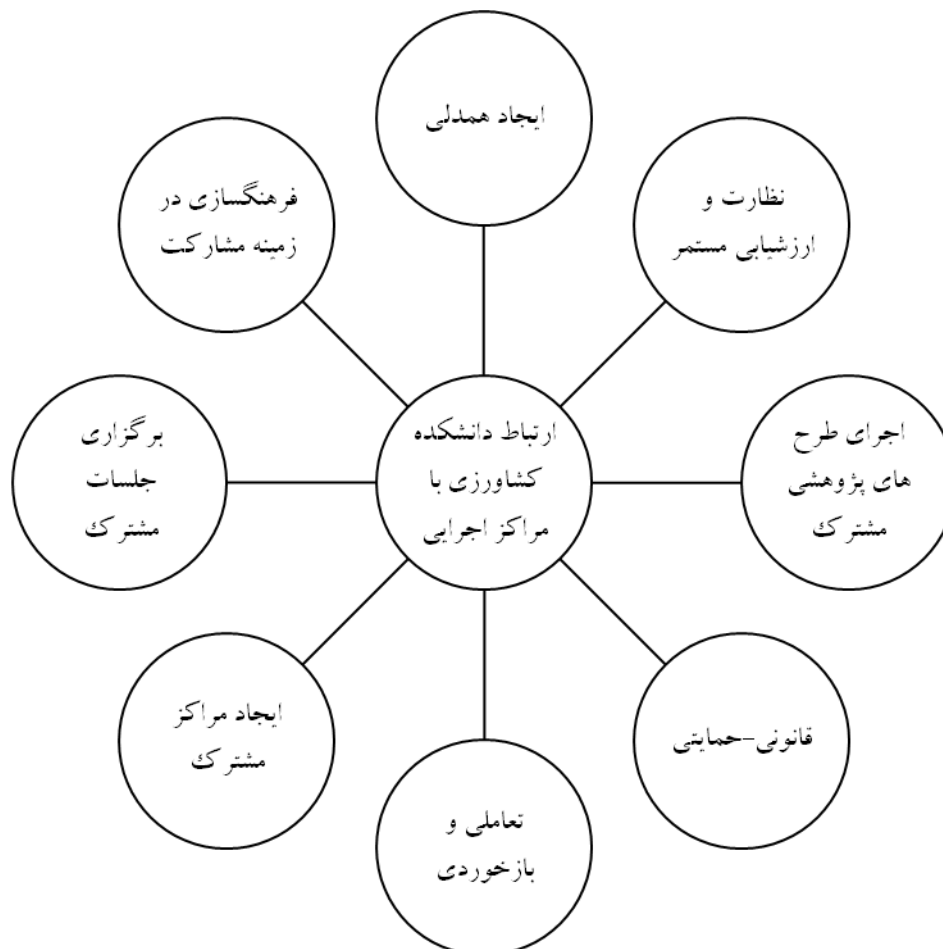 ایجاد همدلی
نظارت و
ارزشیابی مستمر
فرهنگسازی در
زمینه مشارکت
اجرای طرح
های پژوهشی
مشترک
ارتباط دانشکده
کشاورزی با
مراکز اجرایی
برگزاری
جلسات
مشترک
قانونی-حمایتی
ایجاد مراکز
مشترک
تعاملی و
بازخوردی